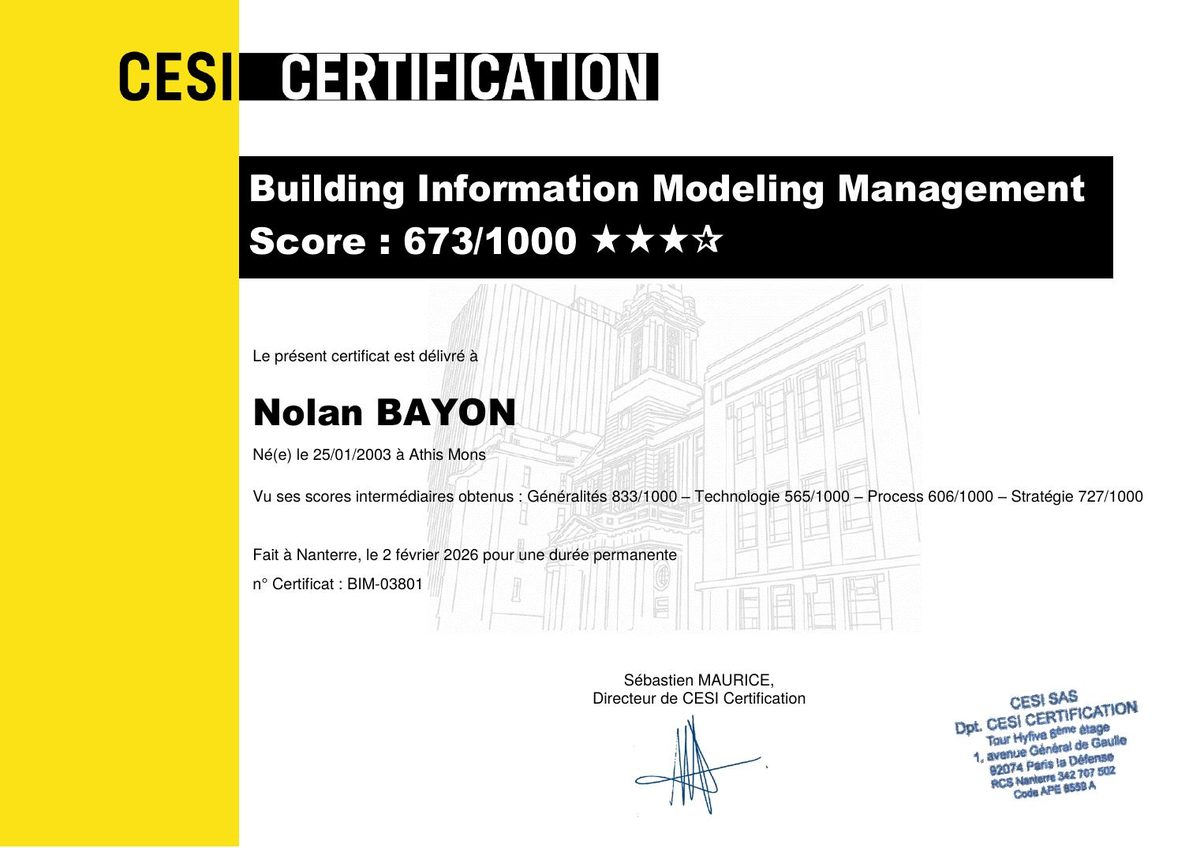 CESI CERTIFICATION
Building Information Modeling Management
Score : 673/1000 ★★★☆
Le présent certificat est délivré à
Nolan BAYON
Né(e) le 25/01/2003 à Athis Mons
Vu ses scores intermédiaires obtenus : Généralités 833/1000 – Technologie 565/1000 – Process 606/1000 – Stratégie 727/1000
Fait à Nanterre, le 2 février 2026 pour une durée permanente
n° Certificat : BIM-03801
Sébastien MAURICE,
Directeur de CESI Certification
CESI SAS
Dpt. CESI CERTIFICATION
Tour Hyfive 6ème étage
1, avenue Général de Gaulle
92074 Paris la Défense
RCS Nanterre 342 707 502
Code APE 8559 A